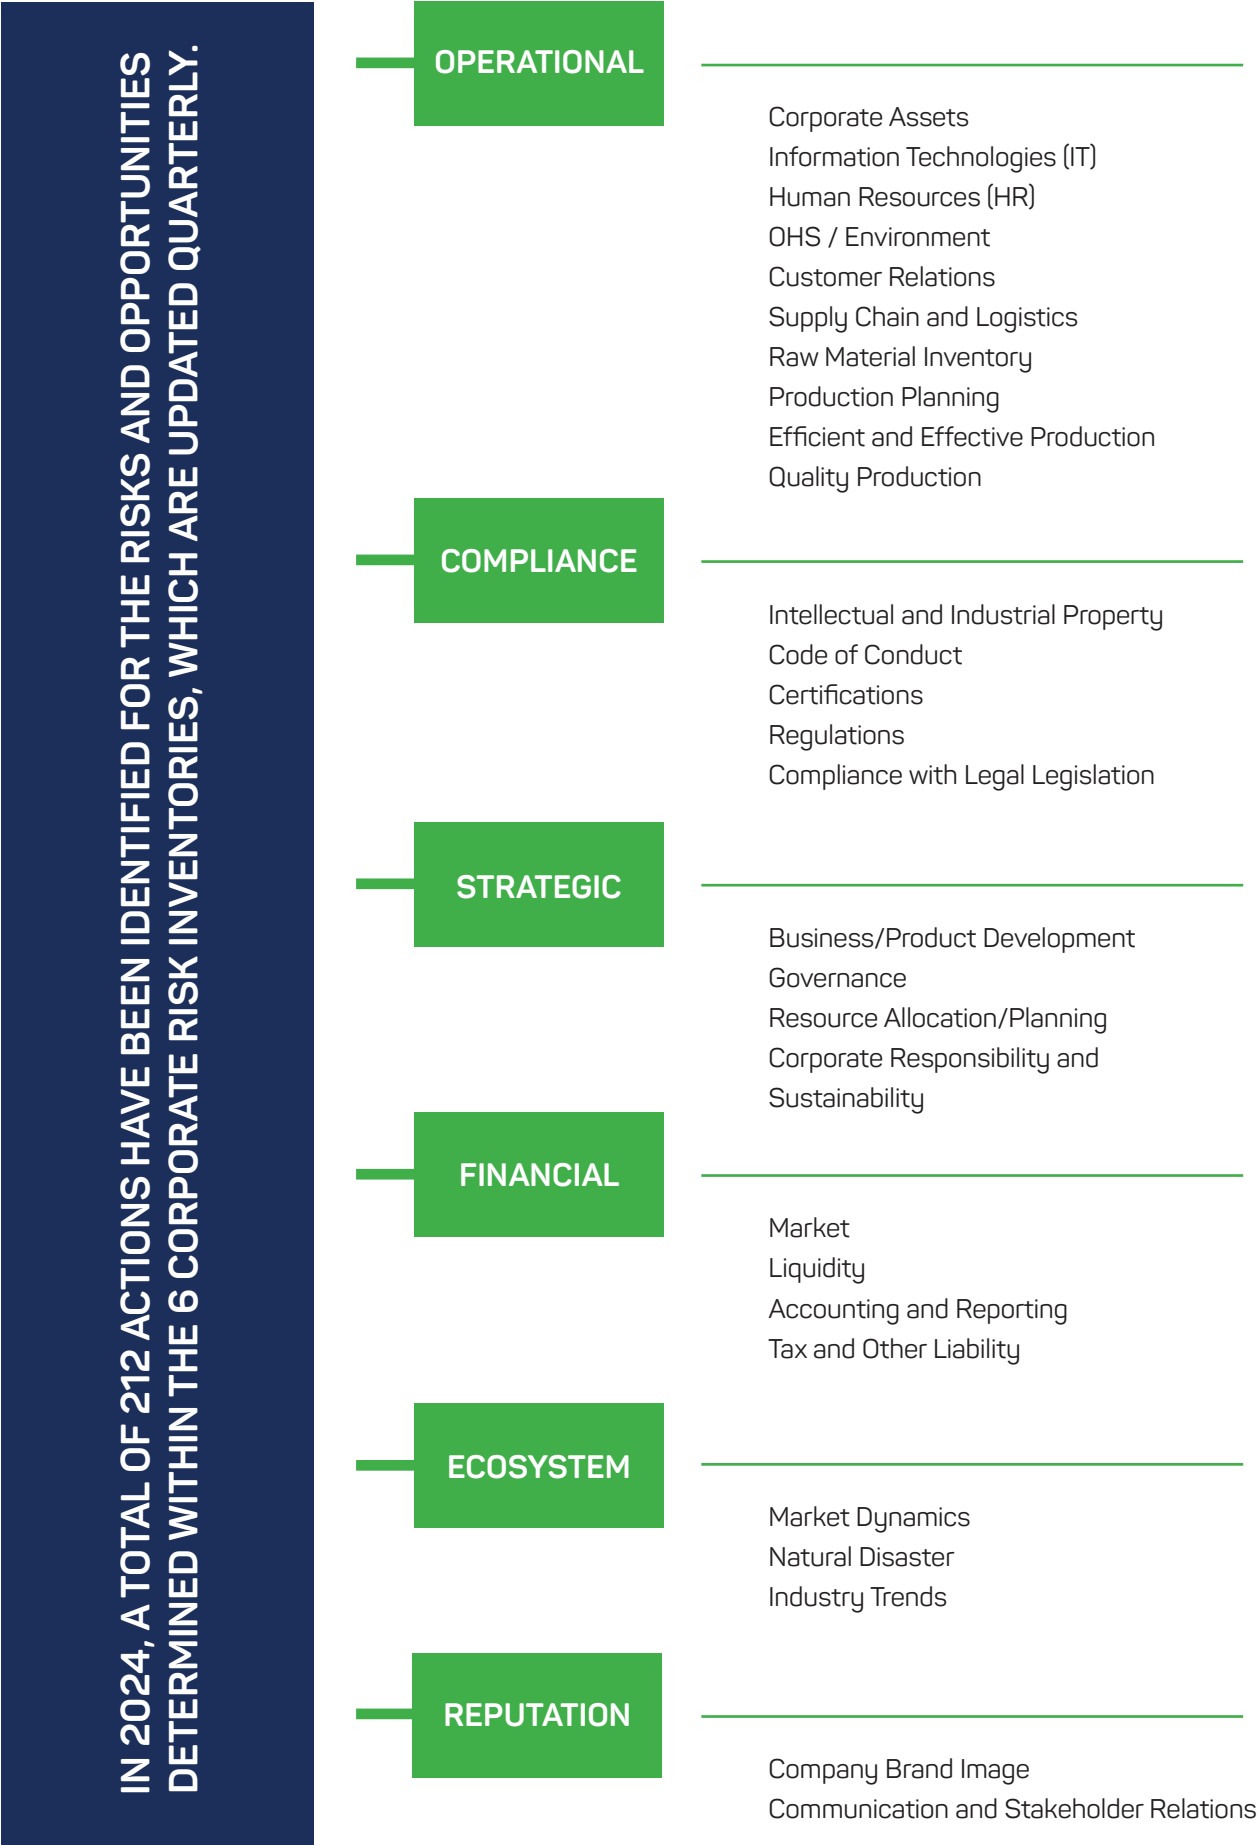 IN 2024, A TOTAL OF 212 ACTIONS HAVE BEEN IDENTIFIED FOR THE RISKS AND OPPORTUNITIES
DETERMINED WITHIN THE 6 CORPORATE RISK INVENTORIES, WHICH ARE UPDATED QUARTERLY.
OPERATIONAL
Corporate Assets
Information Technologies (IT)
Human Resources (HR)
OHS / Environment
Customer Relations
Supply Chain and Logistics
Raw Material Inventory
Production Planning
Efficient and Effective Production
Quality Production
COMPLIANCE
Intellectual and Industrial Property
Code of Conduct
Certifications
Regulations
Compliance with Legal Legislation
STRATEGIC
Business/Product Development
Governance
Resource Allocation/Planning
Corporate Responsibility and
Sustainability
FINANCIAL
Market
Liquidity
Accounting and Reporting
Tax and Other Liability
ECOSYSTEM
Market Dynamics
Natural Disaster
Industry Trends
REPUTATION
Company Brand Image
Communication and Stakeholder Relations